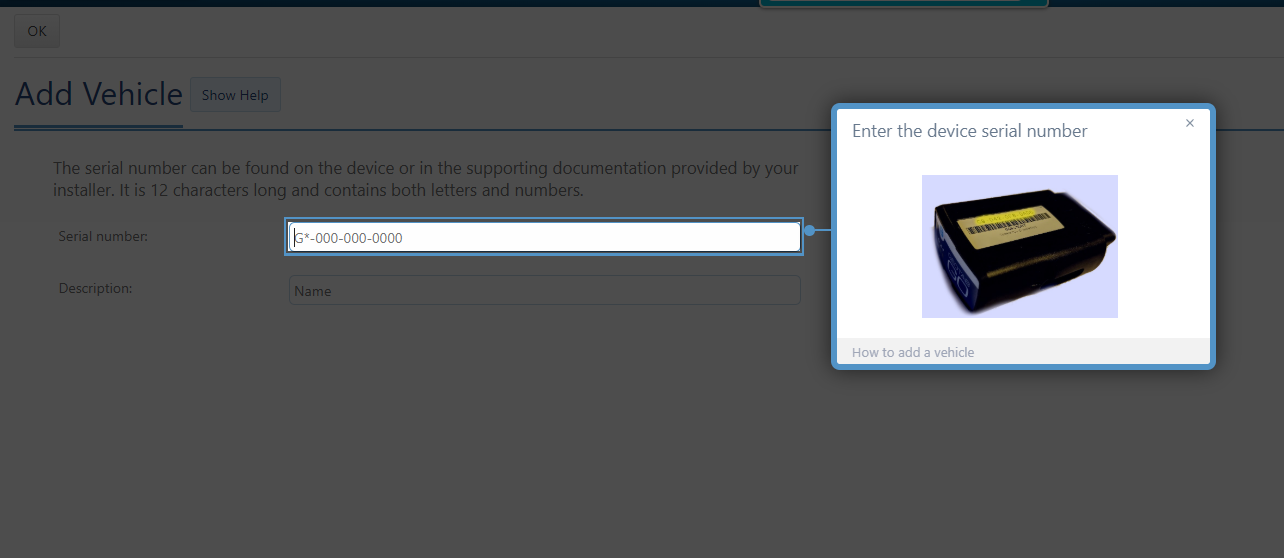 OK
Add Vehicle
Show Help
Enter the device serial number
×
The serial number can be found on the device or in the supporting documentation provided by your
installer. It is 12 characters long and contains both letters and numbers.
Serial number:
G*-000-000-0000
Description:
Name
GO
How to add a vehicle